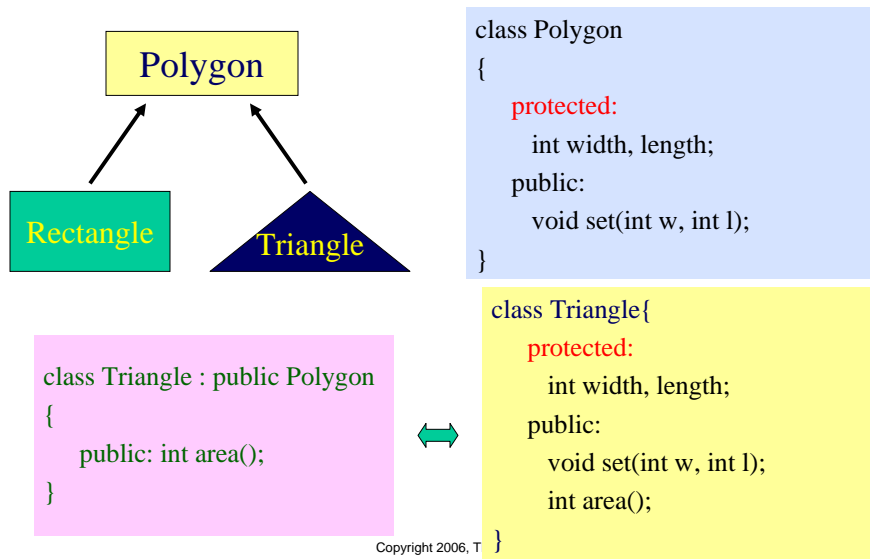 Polygon
Rectangle
Triangle
class Polygon
{
protected:
int width, length;
public:
void set(int w, int l);
}
class Triangle : public Polygon
{
public: int area();
}
class Triangle{
protected:
int width, length;
public:
void set(int w, int l);
int area();
}
Copyright 2006, T